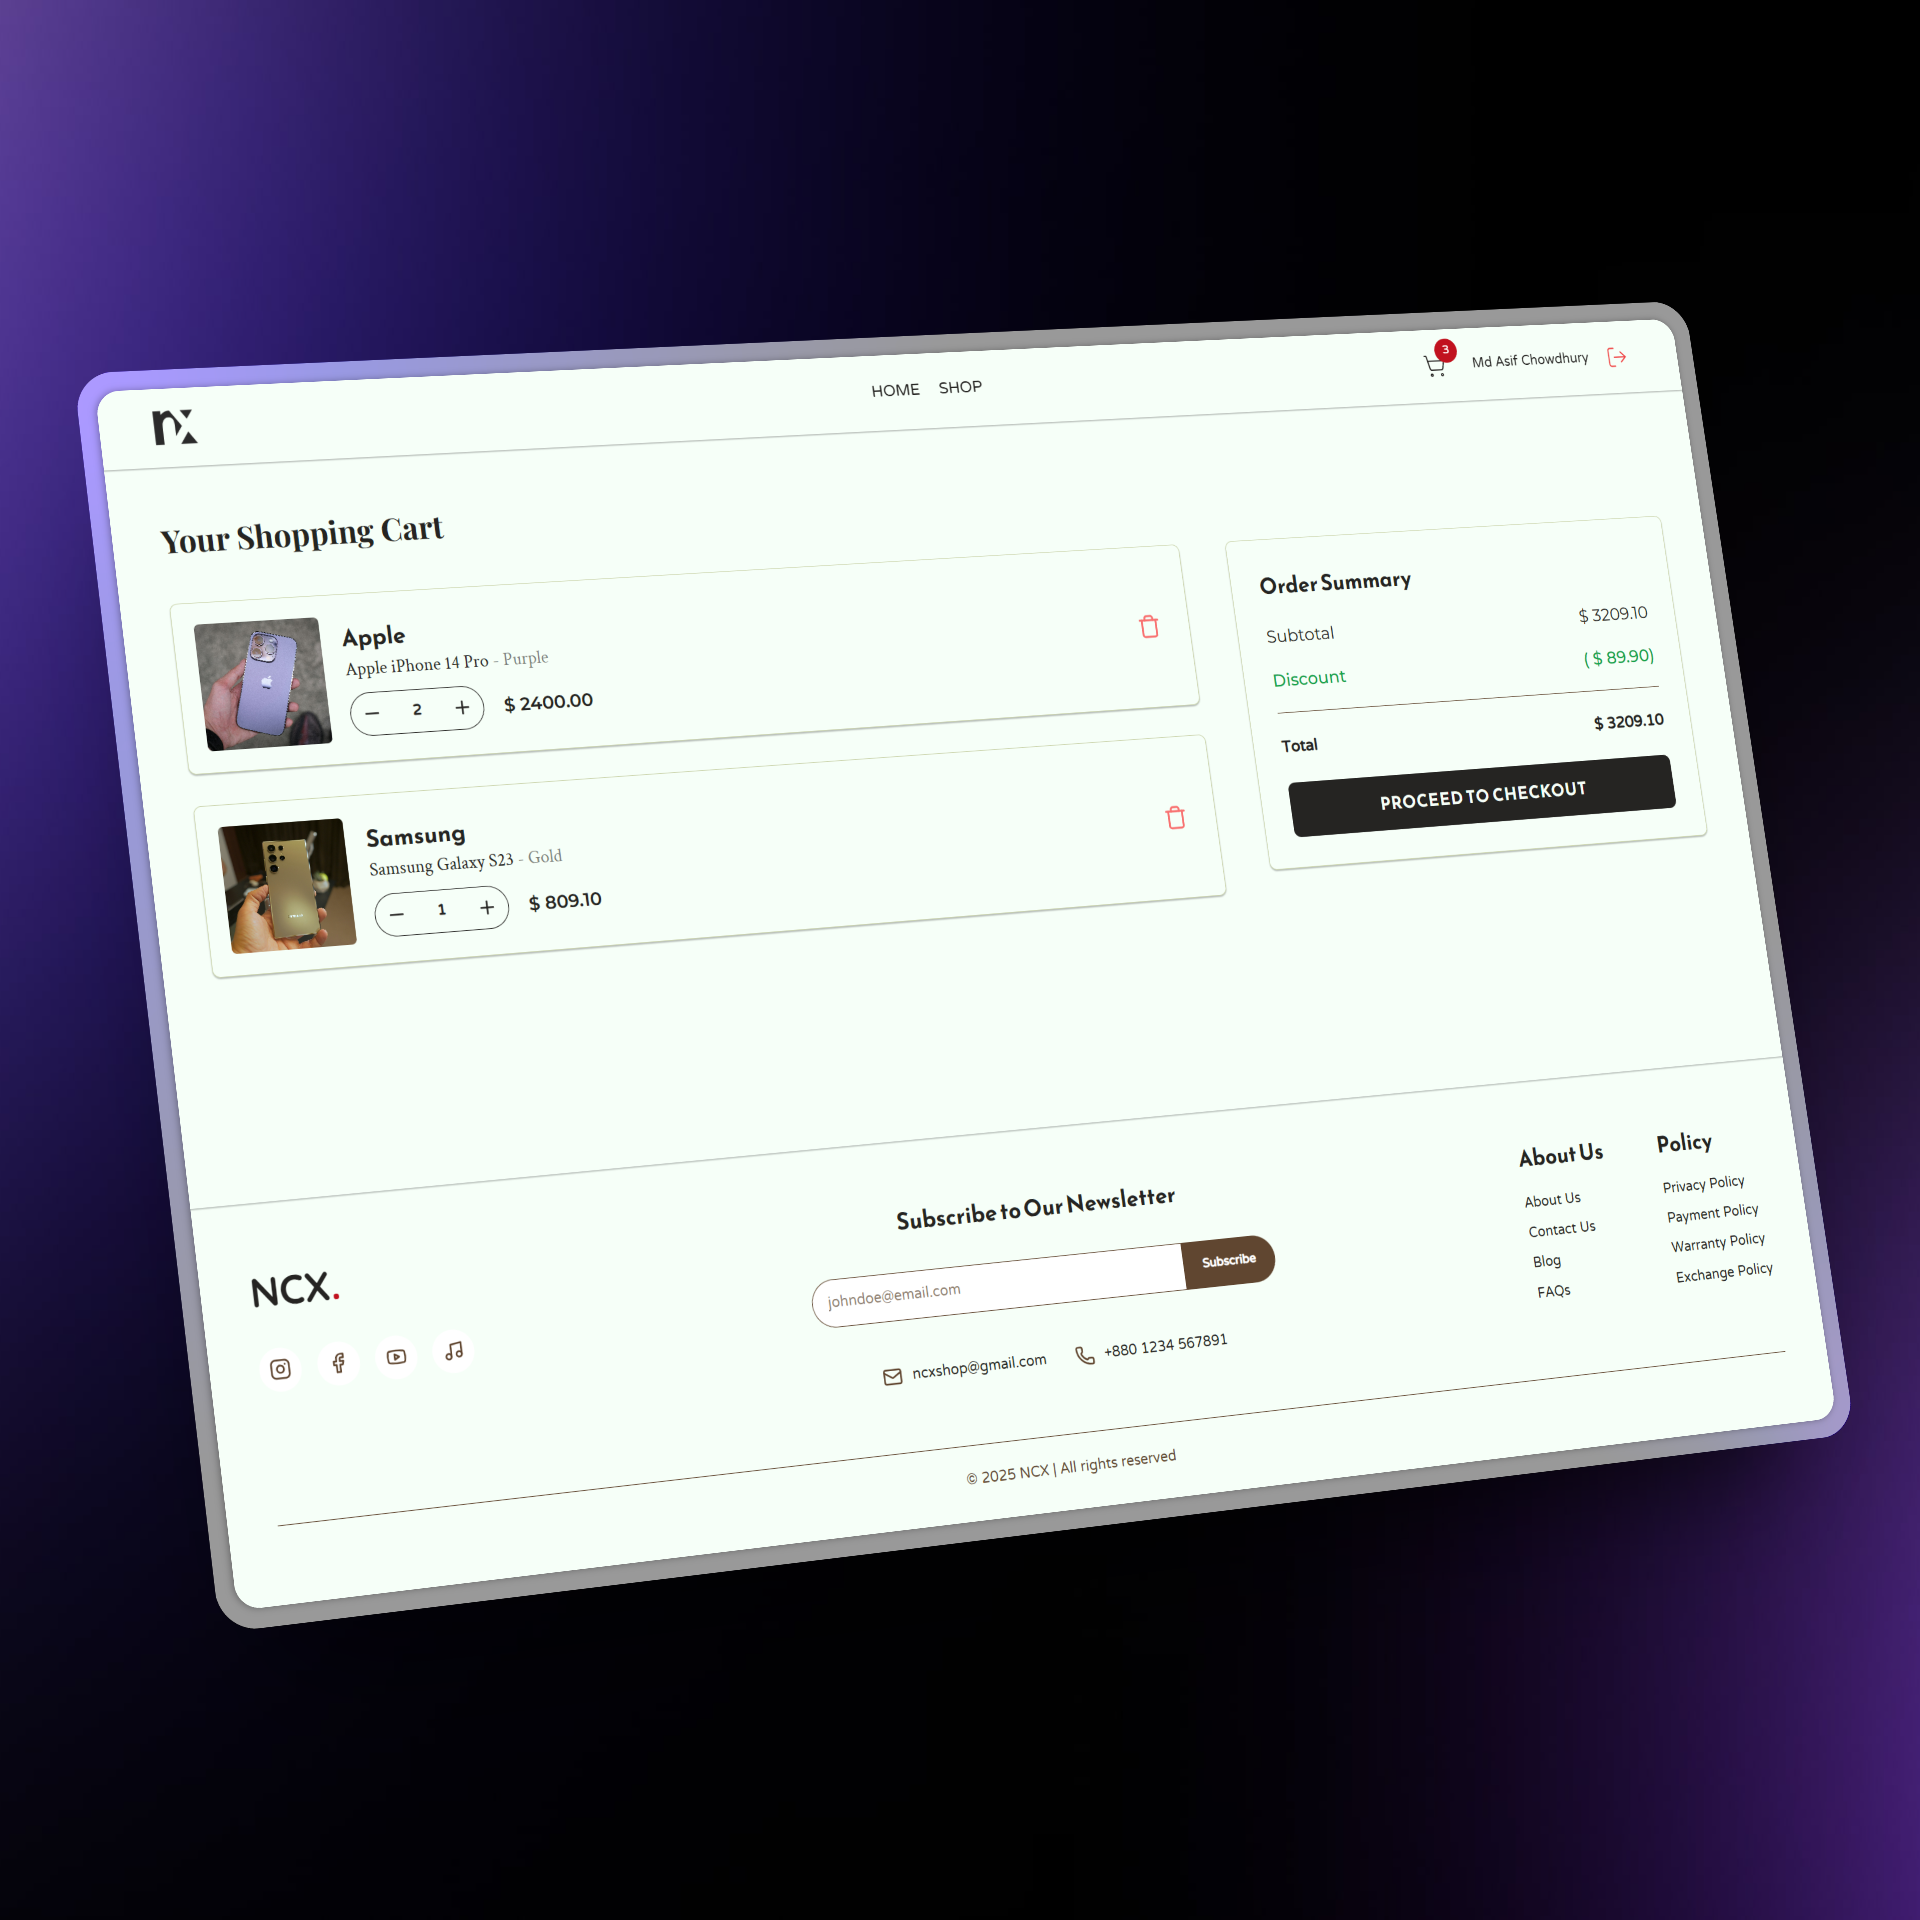 nx
HOME SHOP
3
Md Asif Chowdhury
Your Shopping Cart
Apple
Apple iPhone 14 Pro - Purple
2
$ 2400.00
Samsung
Samsung Galaxy S23 - Gold
1
$ 809.10
Order Summary
Subtotal $ 3209.10
Discount ( $ 89.90)
Total $ 3209.10
PROCEED TO CHECKOUT
NCX.
Subscribe to Our Newsletter
johndoe@email.com Subscribe
ncxshop@gmail.com +880 1234 567891
About Us
About Us
Contact Us
Blog
FAQs
Policy
Privacy Policy
Payment Policy
Warranty Policy
Exchange Policy
© 2025 NCX | All rights reserved